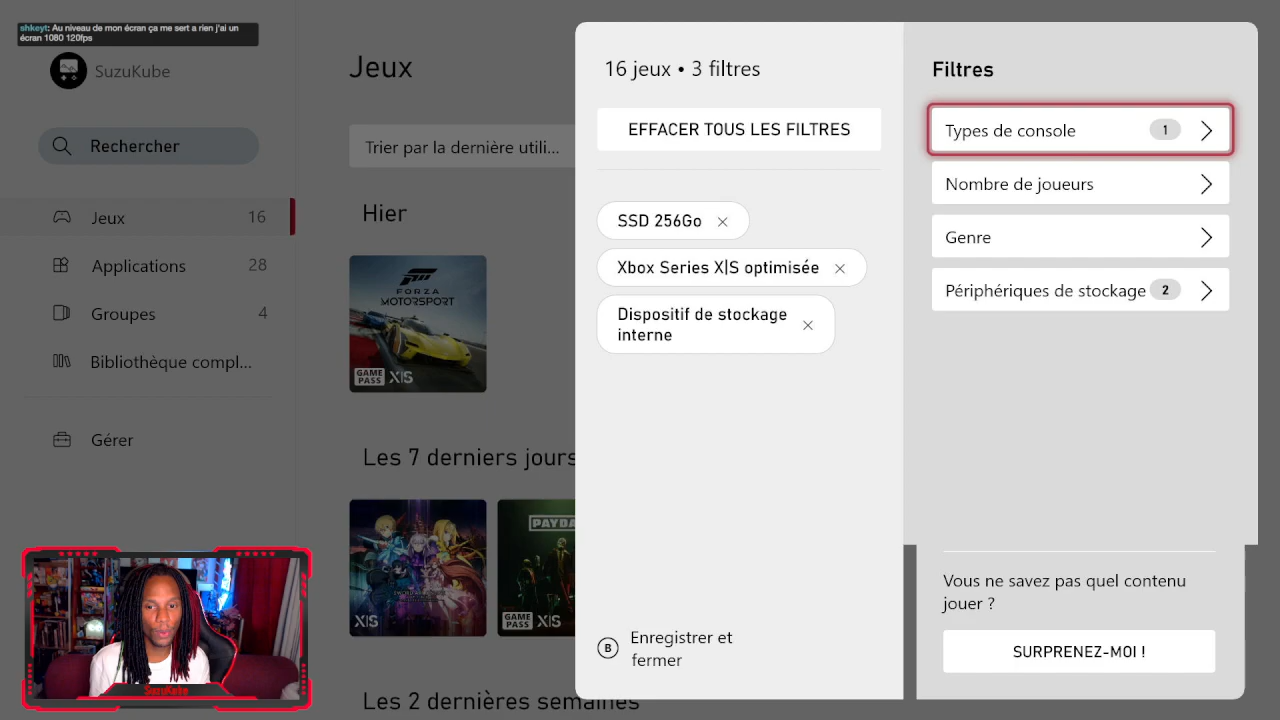 shkeyt: Au niveau de mon écran ça me sert a rien j'ai un
écran 1080 120fps
SuzuKube
Rechercher
Jeux 16
Applications 28
Groupes 4
Bibliothèque compl...
Gérer
Jeux
Trier par la dernière utili...
Hier
FORZA
MOTORSPORT
GAME
PASS X|S
Les 7 derniers jours
X|S
PAYDA
GAME
PASS X|S
Les 2 dernières semaines
16 jeux • 3 filtres
EFFACER TOUS LES FILTRES
SSD 256Go
Xbox Series X|S optimisée
Dispositif de stockage
interne
B Enregistrer et
fermer
Filtres
Types de console 1
Nombre de joueurs
Genre
Périphériques de stockage 2
Vous ne savez pas quel contenu
jouer ?
SURPRENEZ-MOI !
SuzuKube